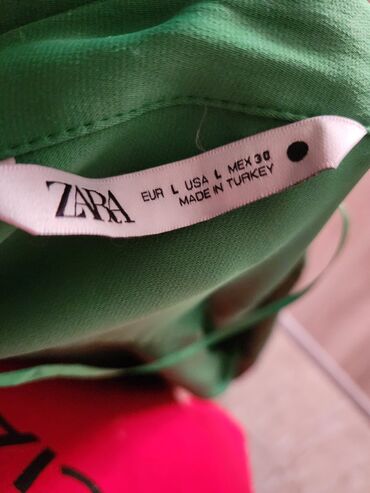 ZARA
EUR L USA L MEX 30
MADE IN TURKEY